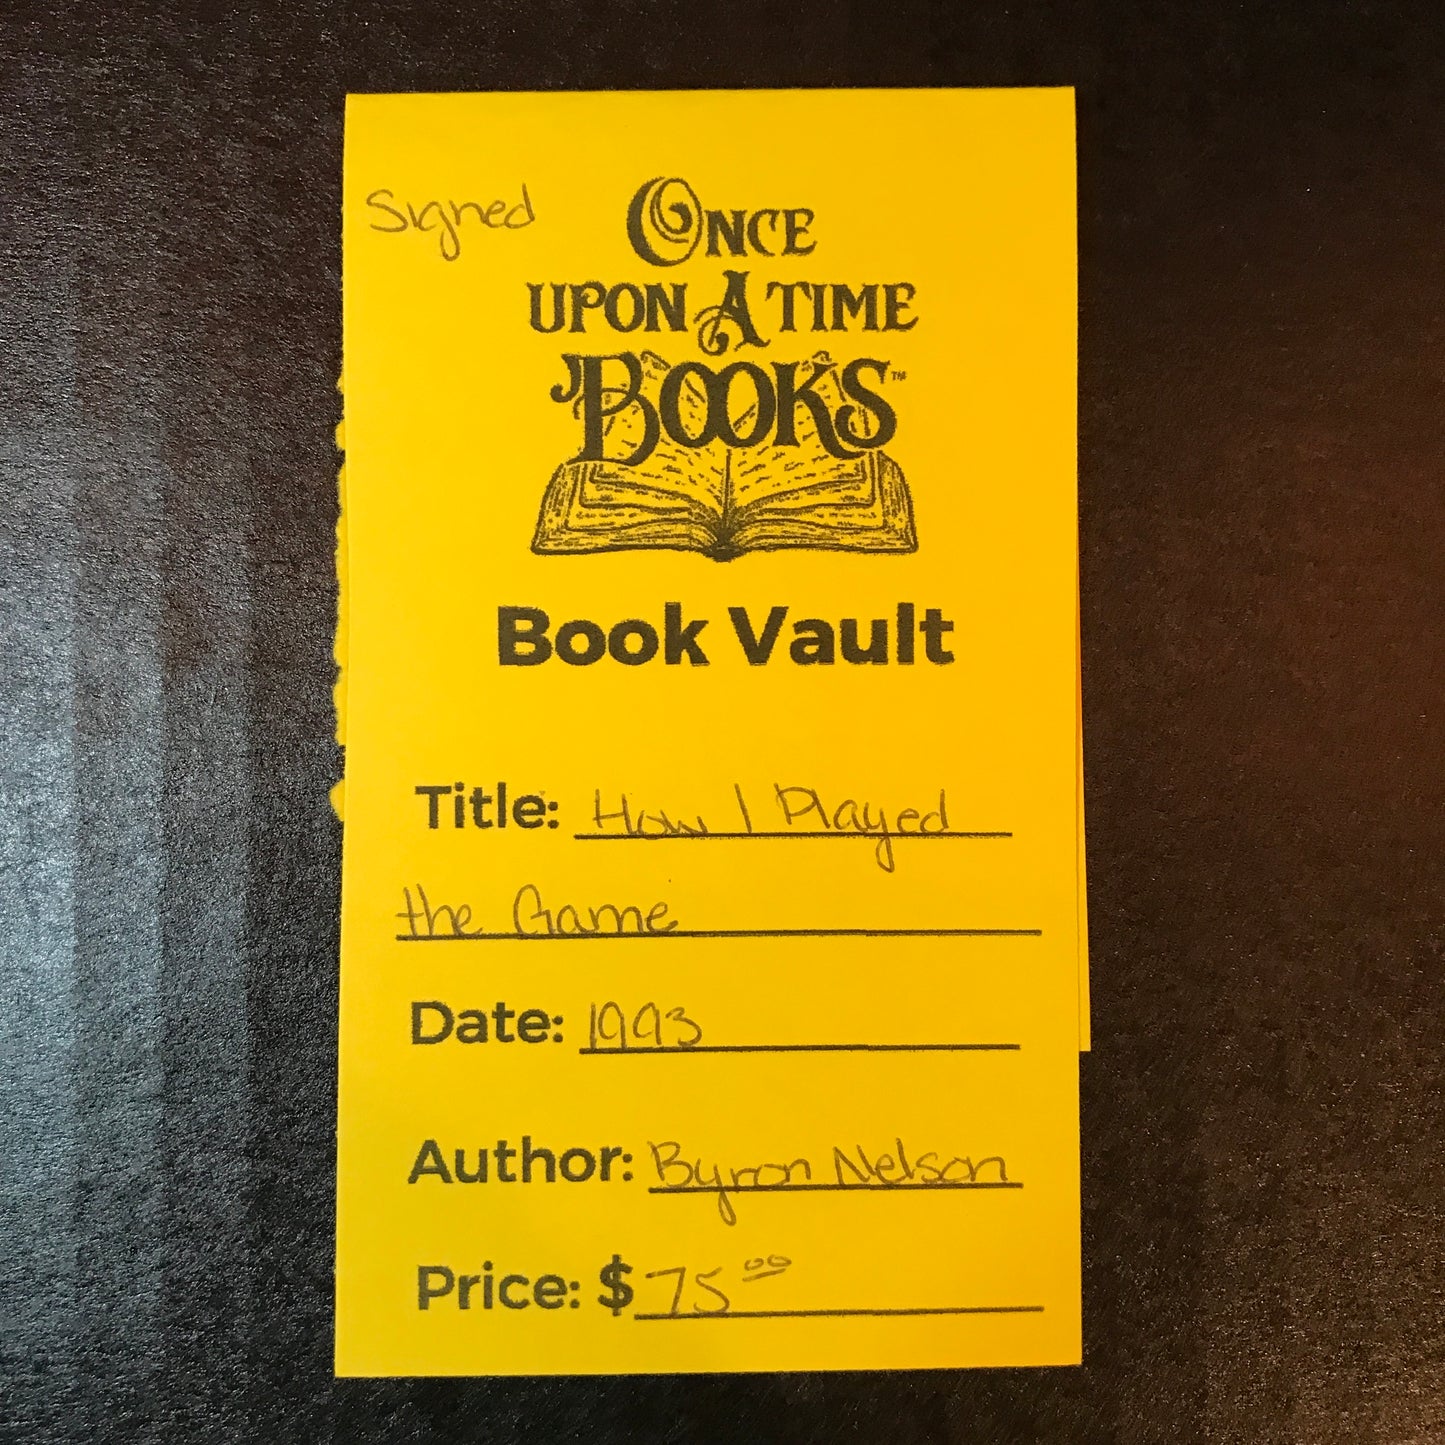 Signed
ONCE
UPON A TIME
BOOKS™
Book Vault
Title: How I Played
the Game
Date: 1993
Author: Byron Nelson
Price: $75.00